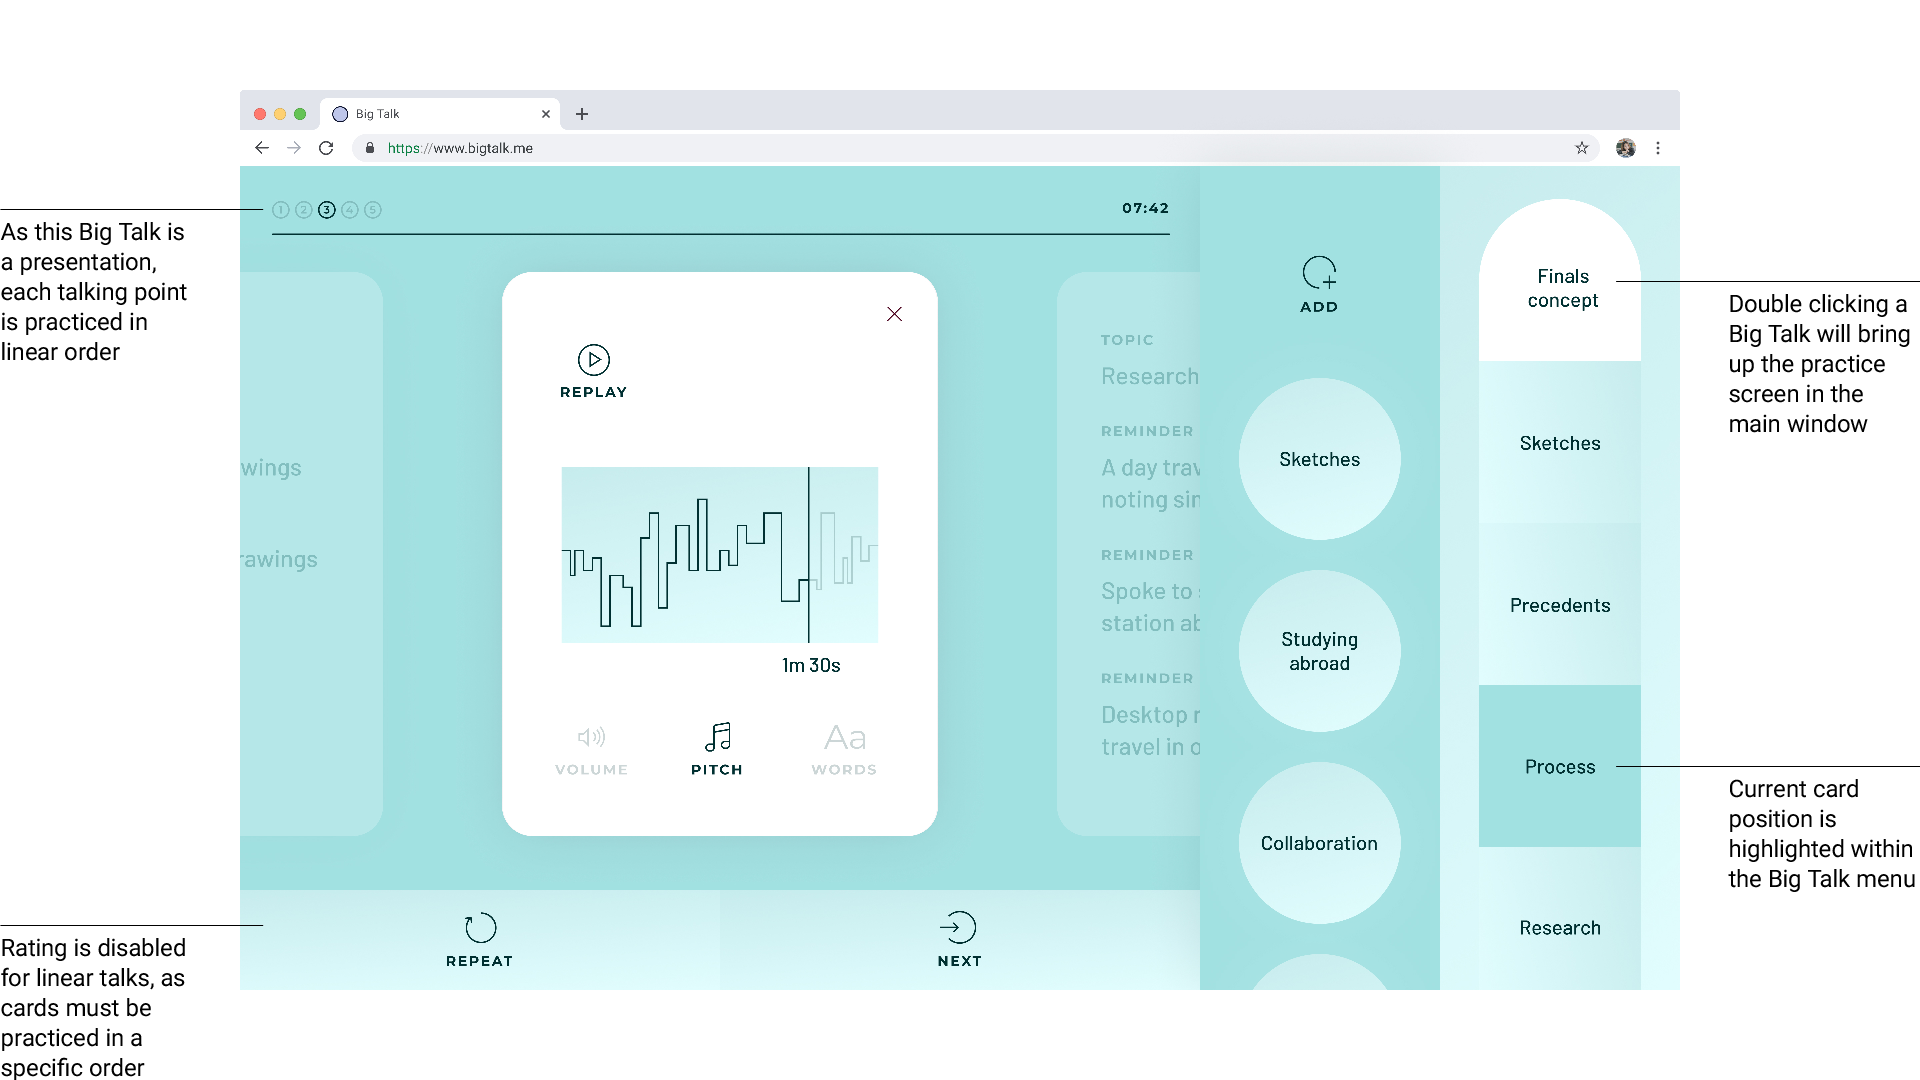 Big Talk
https://www.bigtalk.me
1 2 3 4 5
07:42
As this Big Talk is
a presentation,
each talking point
is practiced in
linear order
Rating is disabled
for linear talks, as
cards must be
practiced in a
specific order
wings
rawings
REPLAY
1m 30s
VOLUME
PITCH
Aa
WORDS
TOPIC
Research
REMINDER
A day trav
noting sin
REMINDER
Spoke to
station ab
REMINDER
Desktop r
travel in o
REPEAT
NEXT
ADD
Sketches
Studying
abroad
Collaboration
Finals
concept
Sketches
Precedents
Process
Research
Double clicking a
Big Talk will bring
up the practice
screen in the
main window
Current card
position is
highlighted within
the Big Talk menu